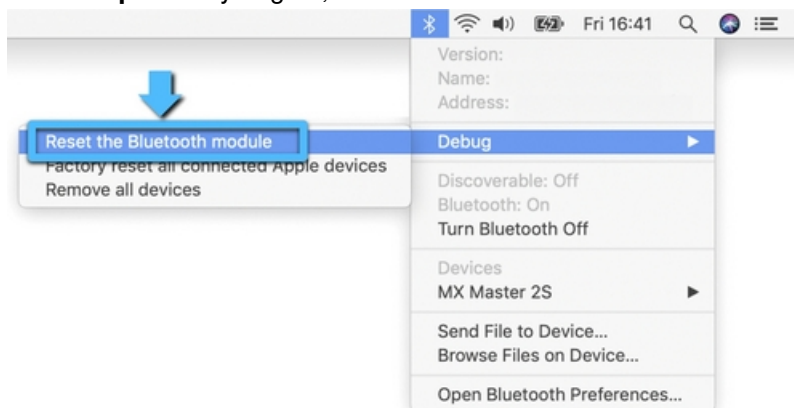 Fri 16:41
Version:
Name:
Address:
Debug
Reset the Bluetooth module
Factory reset all connected Apple devices
Remove all devices
Discoverable: Off
Bluetooth: On
Turn Bluetooth Off
Devices
MX Master 2S
Send File to Device...
Browse Files on Device...
Open Bluetooth Preferences...